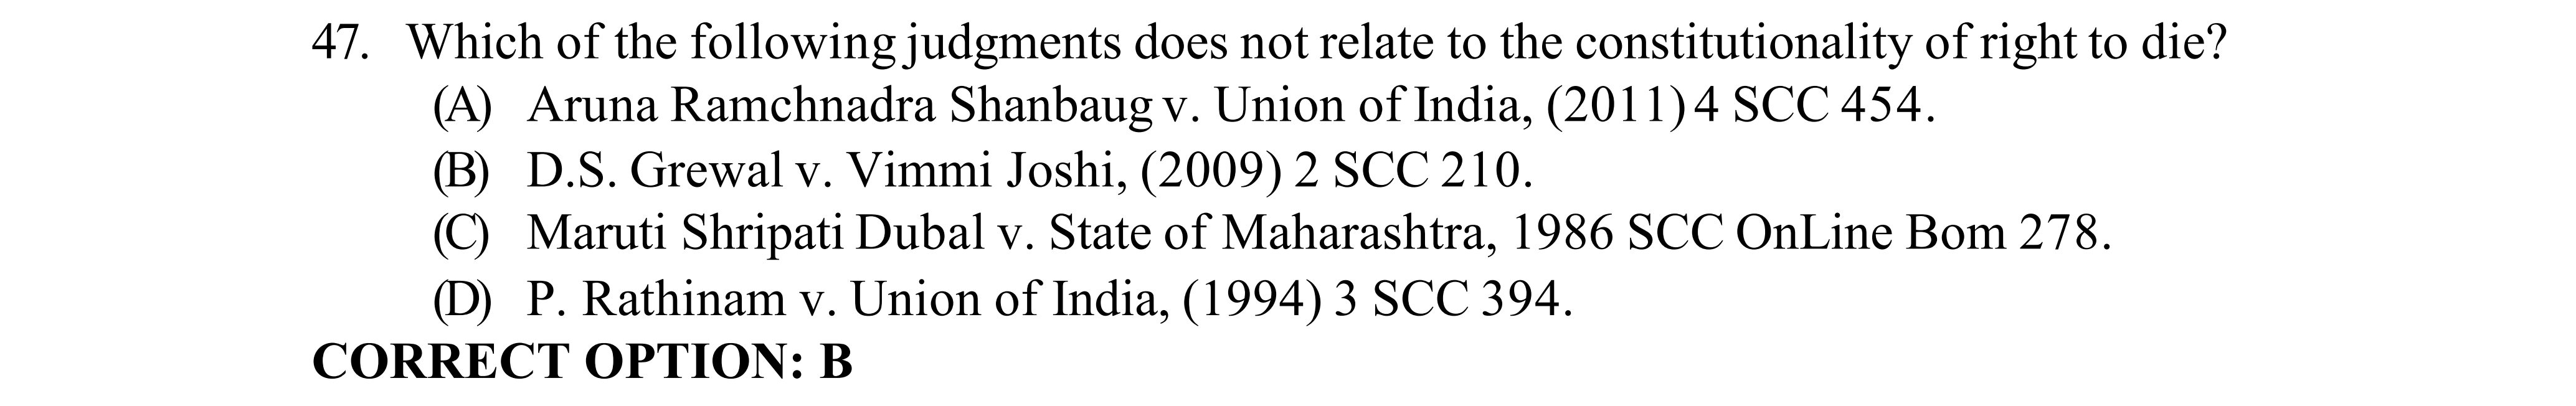 47. Which of the following judgments does not relate to the constitutionality of right to die?
(A) Aruna Ramchnadra Shanbaug v. Union of India, (2011) 4 SCC 454.
(B) D.S. Grewal v. Vimmi Joshi, (2009) 2 SCC 210.
(C) Maruti Shripati Dubal v. State of Maharashtra, 1986 SCC OnLine Bom 278.
(D) P. Rathinam v. Union of India, (1994) 3 SCC 394.
CORRECT OPTION: B